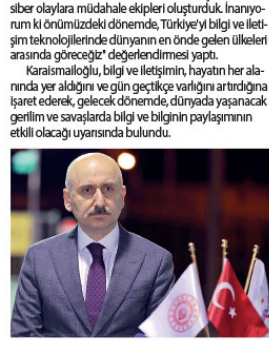 siber olaylara müdahale ekipleri oluşturduk. İnanıyo-
rum ki önümüzdeki dönemde, Türkiye'yi bilgi ve ileti-
şim teknolojilerinde dünyanın en önde gelen ülkeleri
arasında göreceğiz" değerlendirmesi yaptı.
Karaismailoğlu, bilgi ve iletişimin, hayatın her ala-
nında yer aldığını ve gün geçtikçe varlığını artırdığına
işaret ederek, gelecek dönemde, dünyada yaşanacak
gerilim ve savaşlarda bilgi ve bilginin paylaşımının
etkili olacağı uyarısında bulundu.